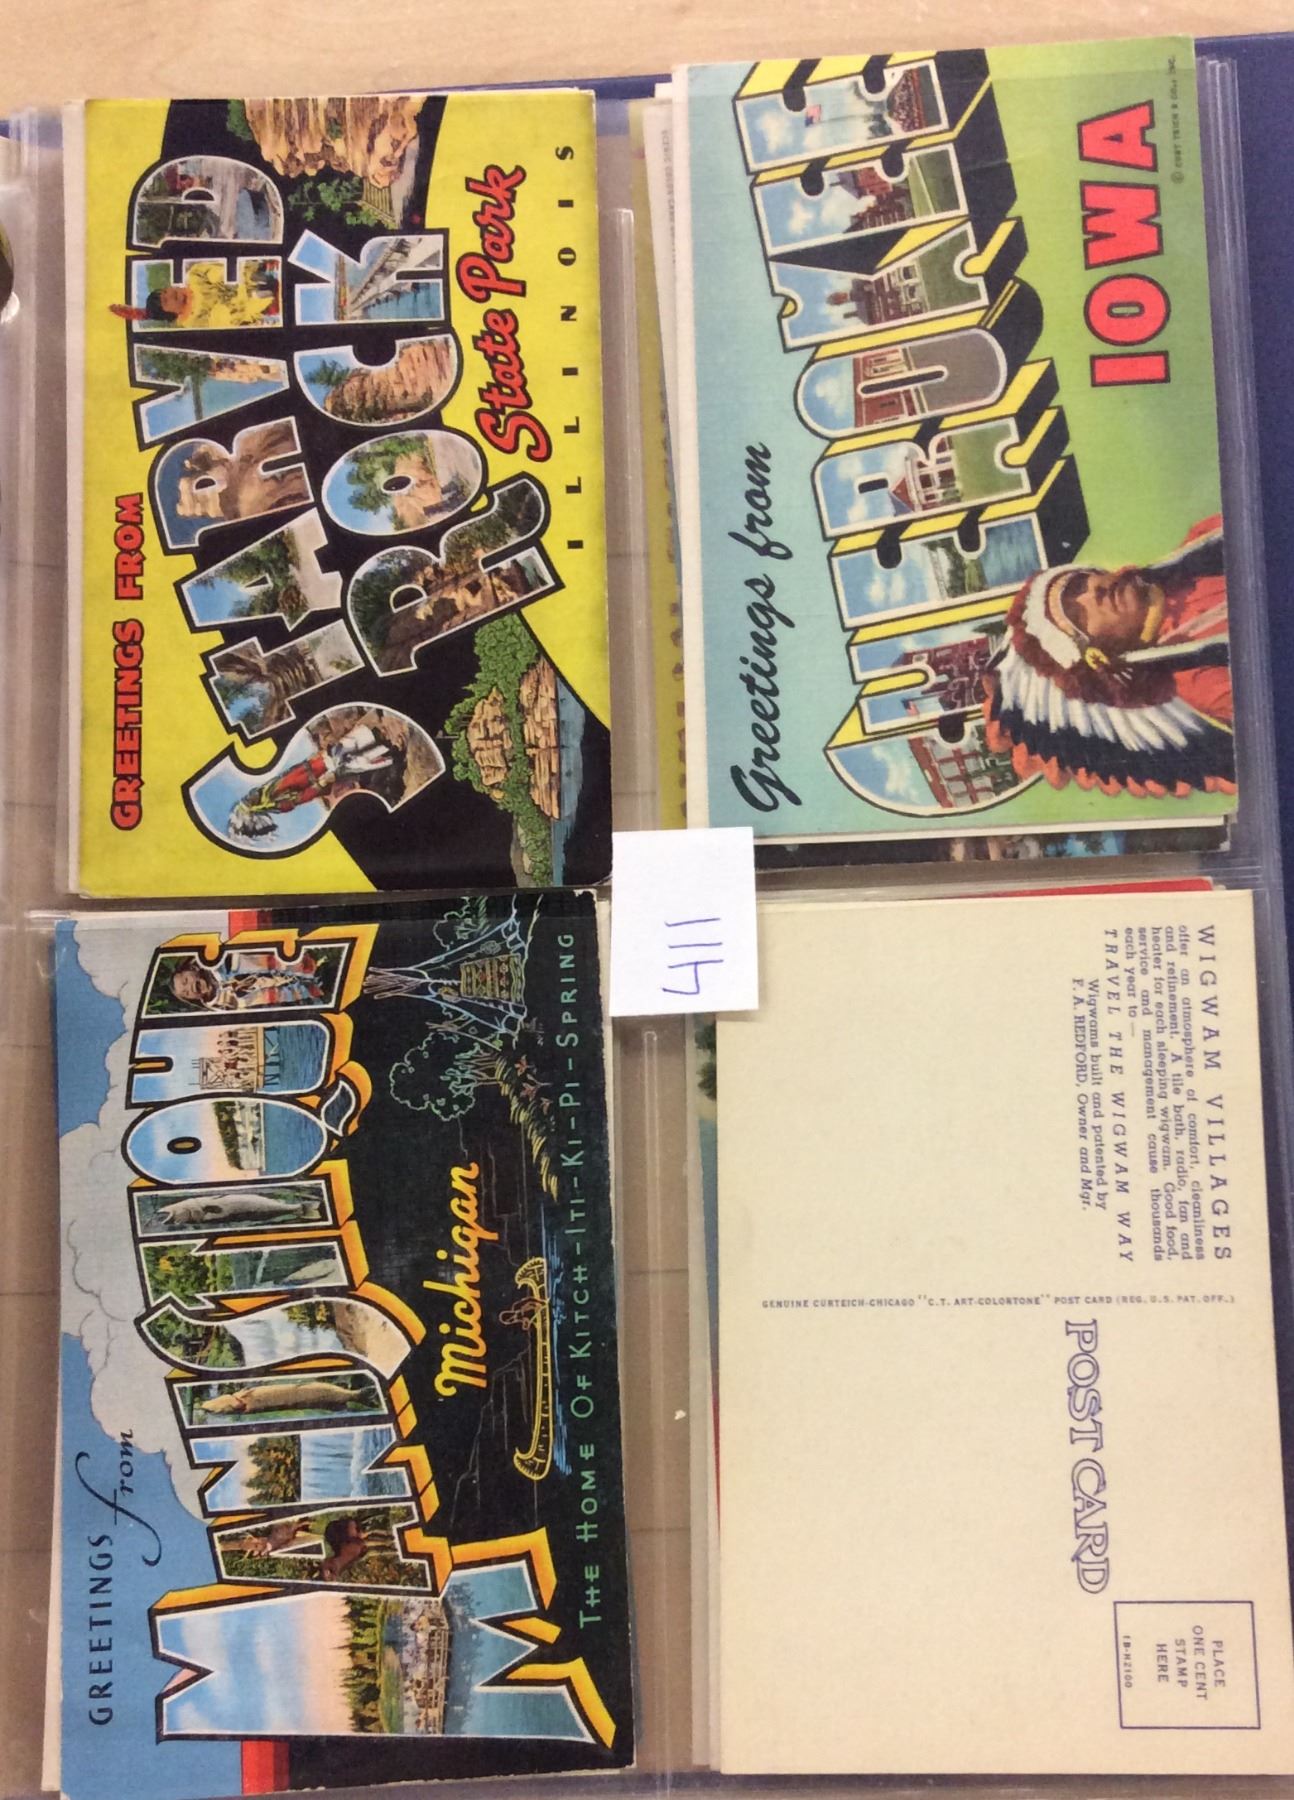 GREETINGS FROM
STARVED
ROCK
State Park
ILLINOIS
Greetings from
CHEROKEE
IOWA
411
GREETINGS from
MANISTIQUE
Michigan
THE HOME OF KITCH-ITI-KI-PI-SPRING
WIGWAM VILLAGES
offer an atmosphere of comfort, cleanliness
and refinement. A tile bath, radio, fan and
heater for each sleeping wigwam. Good food,
service and management cause thousands
each year to —
TRAVEL THE WIGWAM WAY
Wigwams built and patented by
F. A. REDFORD, Owner and Mgr.
GENUINE CURTEICH-CHICAGO "C.T. ART-COLORTONE" POST CARD (REG. U.S. PAT. OFF.)
POST CARD
PLACE
ONE CENT
STAMP
HERE
1B-H2100